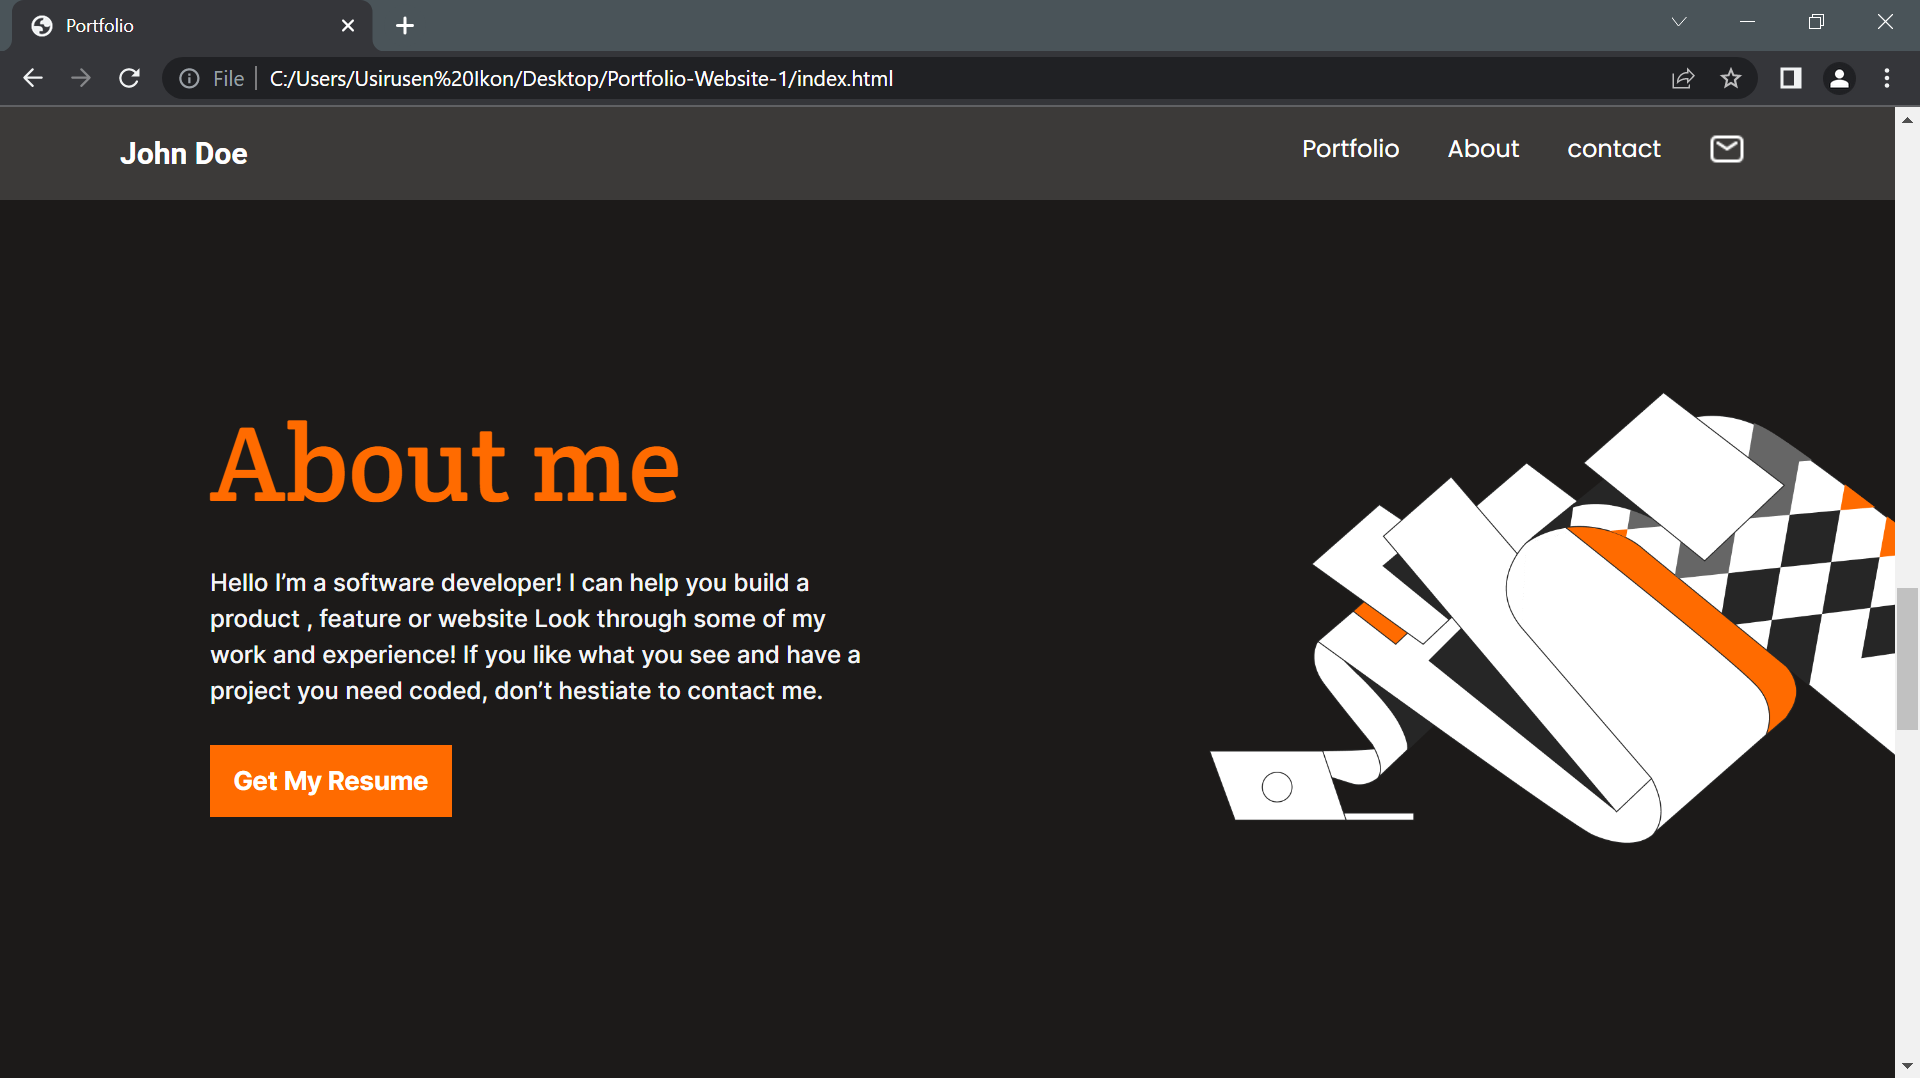 Portfolio
File
C:/Users/Usirusen%20Ikon/Desktop/Portfolio-Website-1/index.html
John Doe
Portfolio
About
contact
About me
Hello I’m a software developer! I can help you build a
product , feature or website Look through some of my
work and experience! If you like what you see and have a
project you need coded, don’t hestiate to contact me.
Get My Resume